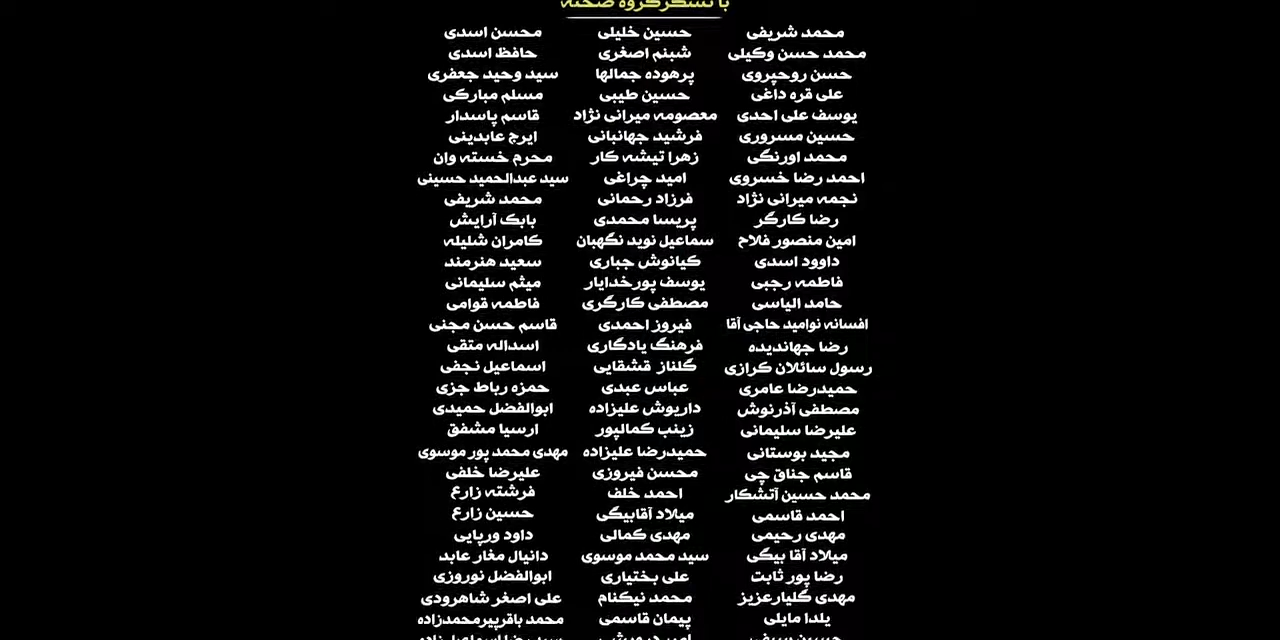 با تشکر گروه صحنه
محمد شریفی حسین خلیلی محسن اسدی
محمد حسن وکیلی شبنم اصغری حافظ اسدی
حسن روحپروی پرهوده جمالها سید وحید جعفری
علی قره داغی حسین طیبی مسلم مبارکی
یوسف علی احدی معصومه میرانی نژاد قاسم پاسدار
حسین مسروری فرشید جهانبانی ایرج عابدینی
محمد اورنگی زهرا تیشه کار محرم خسته وان
احمد رضا خسروی امید چراغی سید عبدالحمید حسینی
نجمه میرانی نژاد فرزاد رحمانی محمد شریفی
رضا کارگر پریسا محمدی بابک آرایش
امین منصور فلاح سماعیل نوید نگهبان کامران شلیله
داوود اسدی کیانوش جباری سعید هنرمند
فاطمه رجبی یوسف پورخدایار میثم سلیمانی
حامد الیاسی مصطفی کارگری فاطمه قوامی
افسانه نوامید حاجی آقا فیروز احمدی قاسم حسن مجنی
رضا جهاندیده فرهنگ یادگاری اسداله متقی
رسول سائلان کرازی گلناز قشقایی اسماعیل نجفی
حمیدرضا عامری عباس عبدی حمزه رباط جزی
مصطفی آذرنوش داریوش علیزاده ابوالفضل حمیدی
علیرضا سلیمانی زینب کمالپور ارسیا مشفق
مجید بوستانی حمیدرضا علیزاده مهدی محمد پور موسوی
قاسم جناق چی محسن فیروزی علیرضا خلفی
محمد حسین آتشکار احمد خلف فرشته زارع
احمد قاسمی میلاد آقابیگی حسین زارع
مهدی رحیمی مهدی کمالی داود ورپایی
میلاد آقا بیگی سید محمد موسوی دانیال مغار عابد
رضا پور ثابت علی بختیاری ابوالفضل نوروزی
مهدی گلیارعزیز محمد نیکنام علی اصغر شاهرودی
یلدا مایلی پیمان قاسمی محمد باقرپیرمحمدزاده